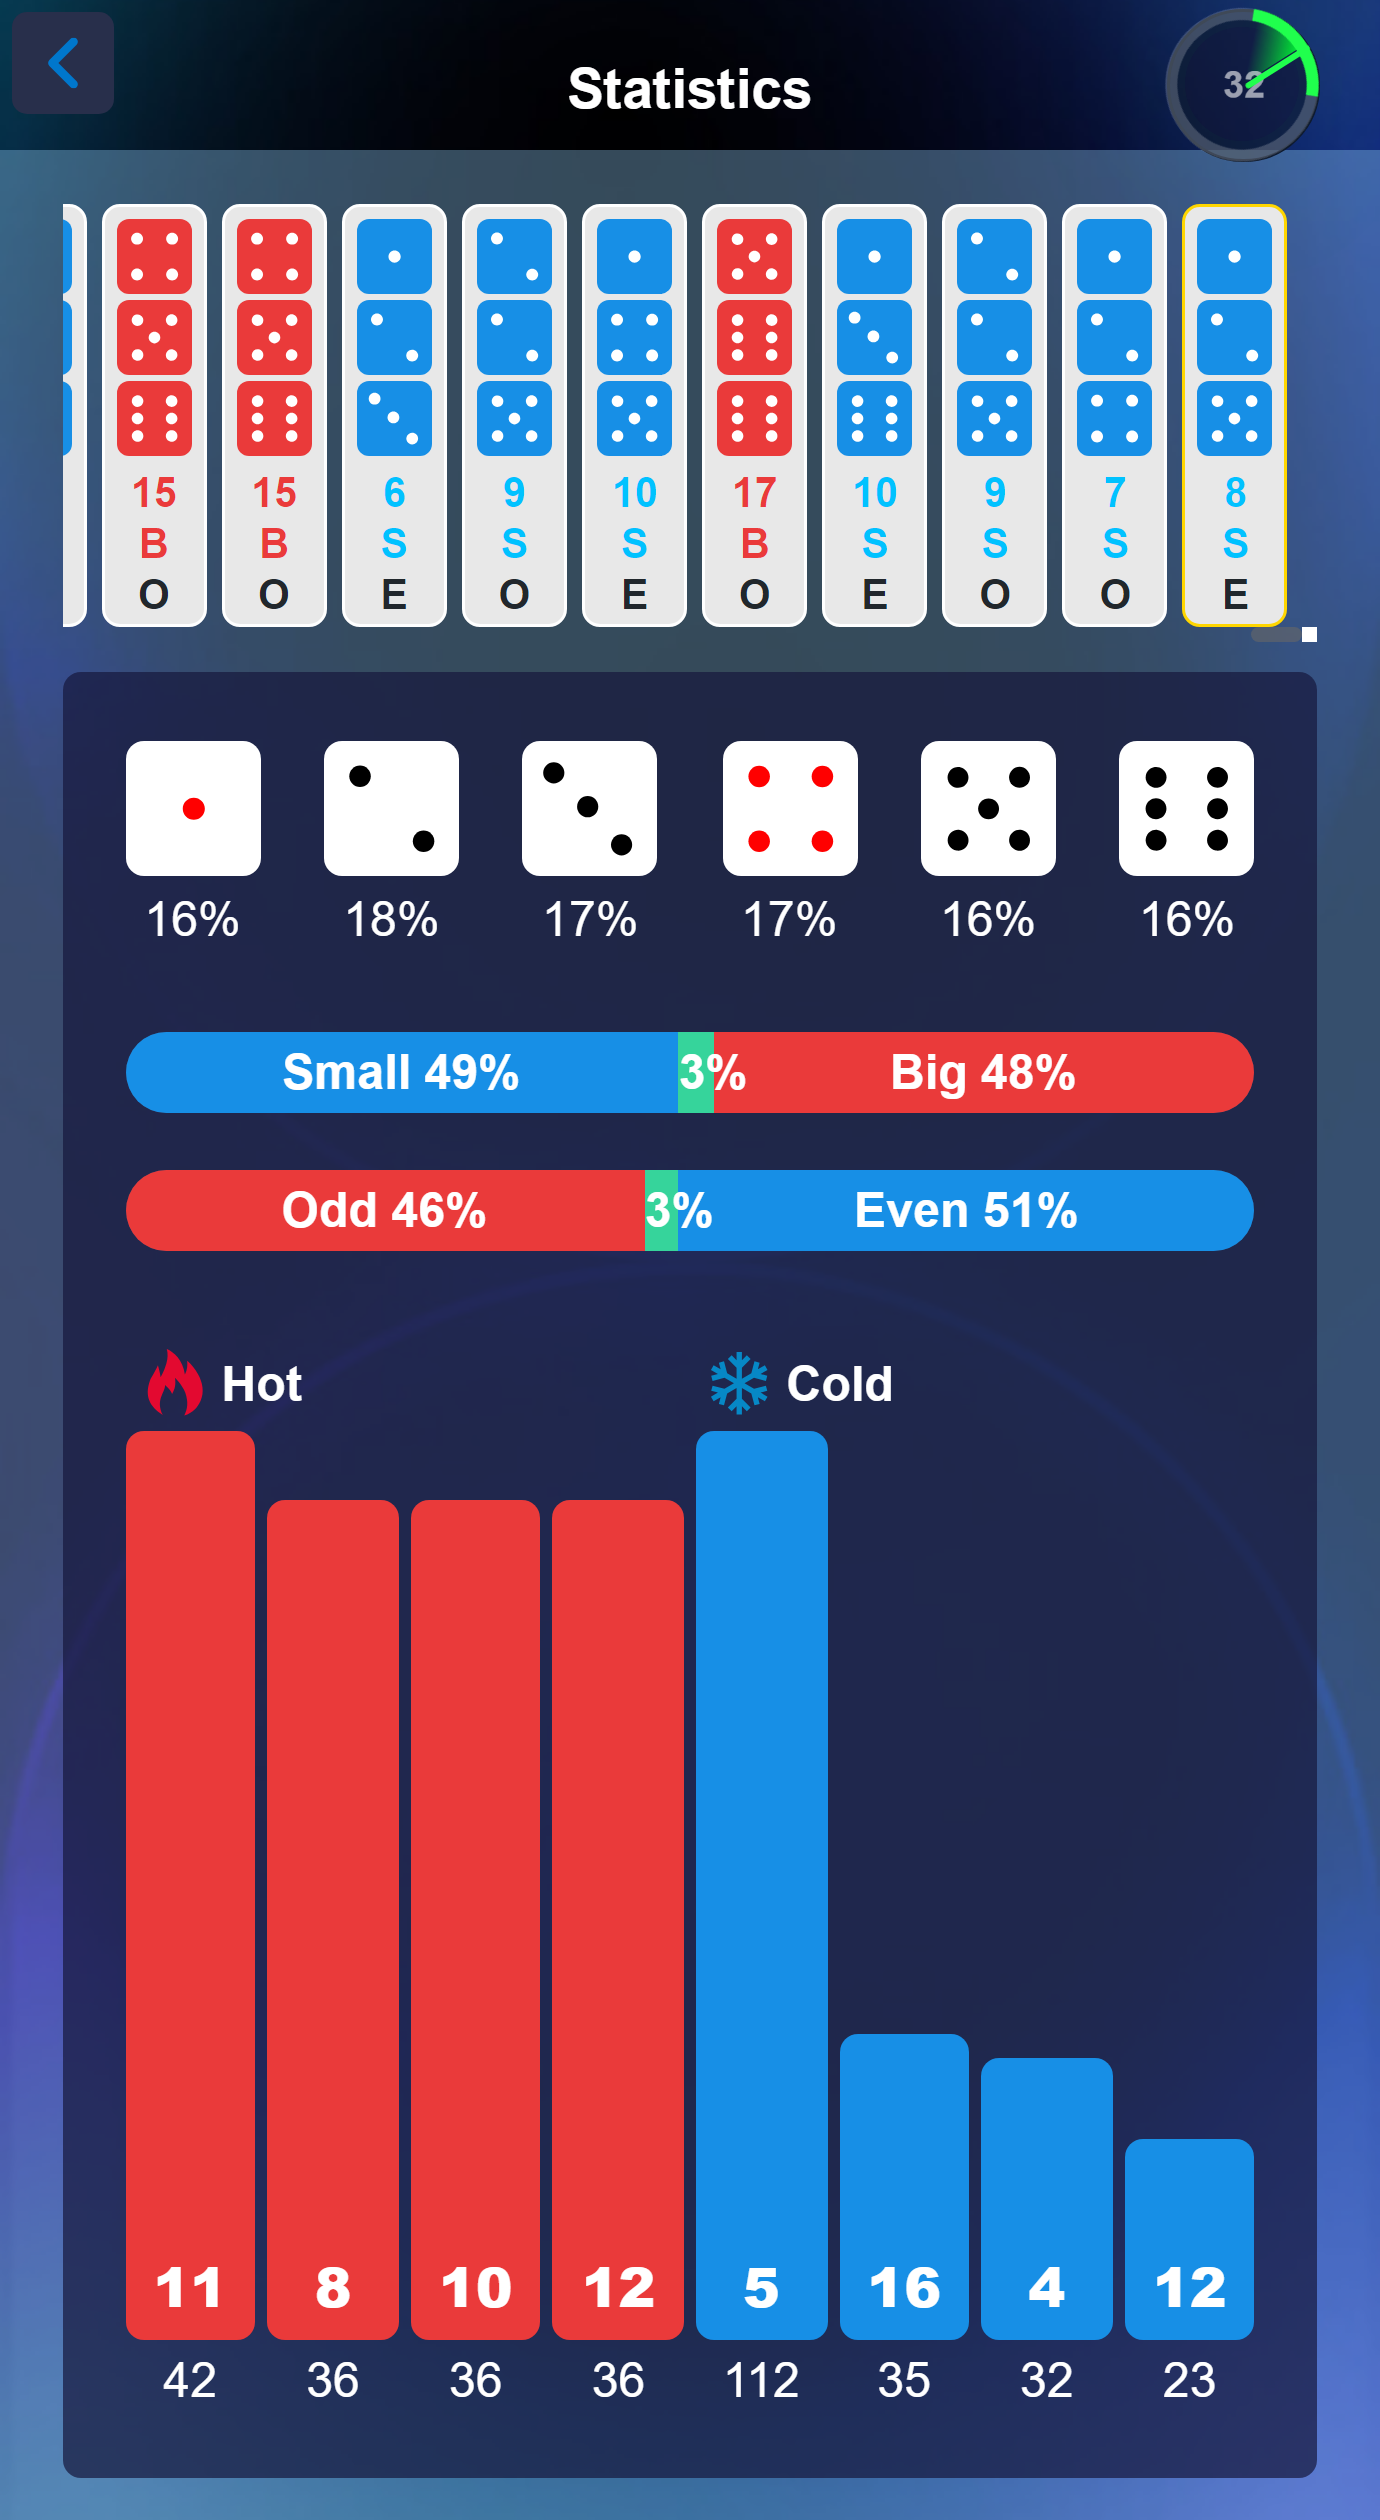 Statistics
32
15 15 6 9 10 17 10 9 7 8
B B S S S B S S S S
O O E O E O E O O E
16% 18% 17% 17% 16% 16%
Small 49% 3% Big 48%
Odd 46% 3% Even 51%
Hot Cold
11 8 10 12 5 16 4 12
42 36 36 36 112 35 32 23